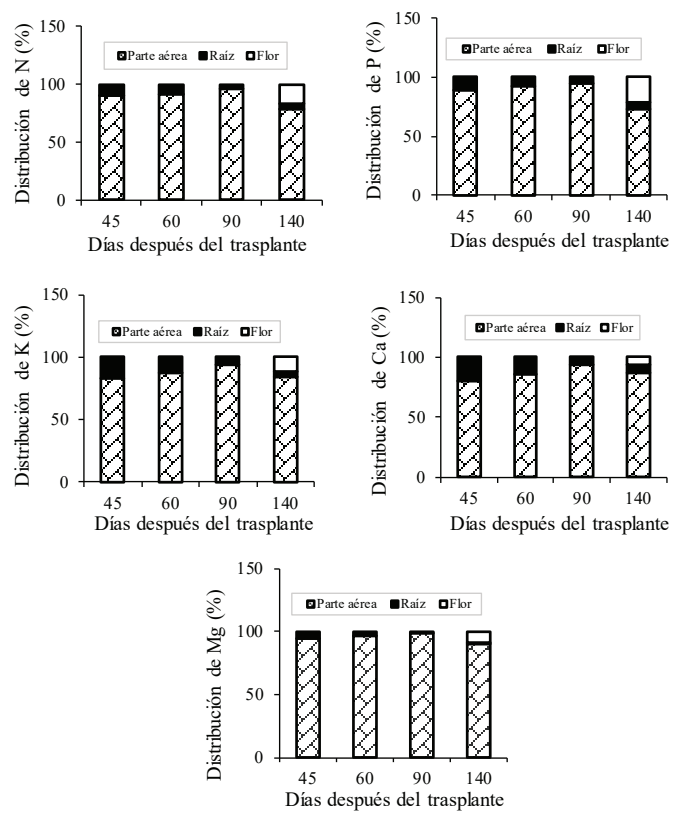 150
100
50
0
Distribución de N (%)
Parte aérea Raíz Flor
45 60 90 140
Días después del trasplante
150
100
50
0
Distribución de P (%)
Parte aérea Raíz Flor
45 60 90 140
Días después del trasplante
150
100
50
0
Distribución de K (%)
Parte aérea Raíz Flor
45 60 90 140
Días después del trasplante
150
100
50
0
Distribución de Ca (%)
Parte aérea Raíz Flor
45 60 90 140
Días después del trasplante
150
100
50
0
Distribución de Mg (%)
Parte aérea Raíz Flor
45 60 90 140
Días después del trasplante